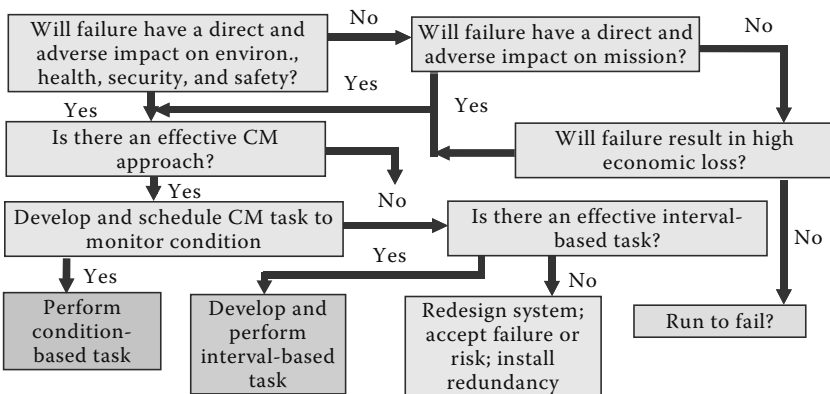 Will failure have a direct and
adverse impact on environ.,
health, security, and safety?
No
Will failure have a direct and
adverse impact on mission?
No
Yes
Yes
Yes
Is there an effective CM
approach?
Will failure result in high
economic loss?
Yes
No
Develop and schedule CM task to
monitor condition
Is there an effective interval-
based task?
No
Yes
Yes
No
Perform
condition-
based task
Develop and
perform
interval-based
task
Redesign system;
accept failure or
risk; install
redundancy
Run to fail?